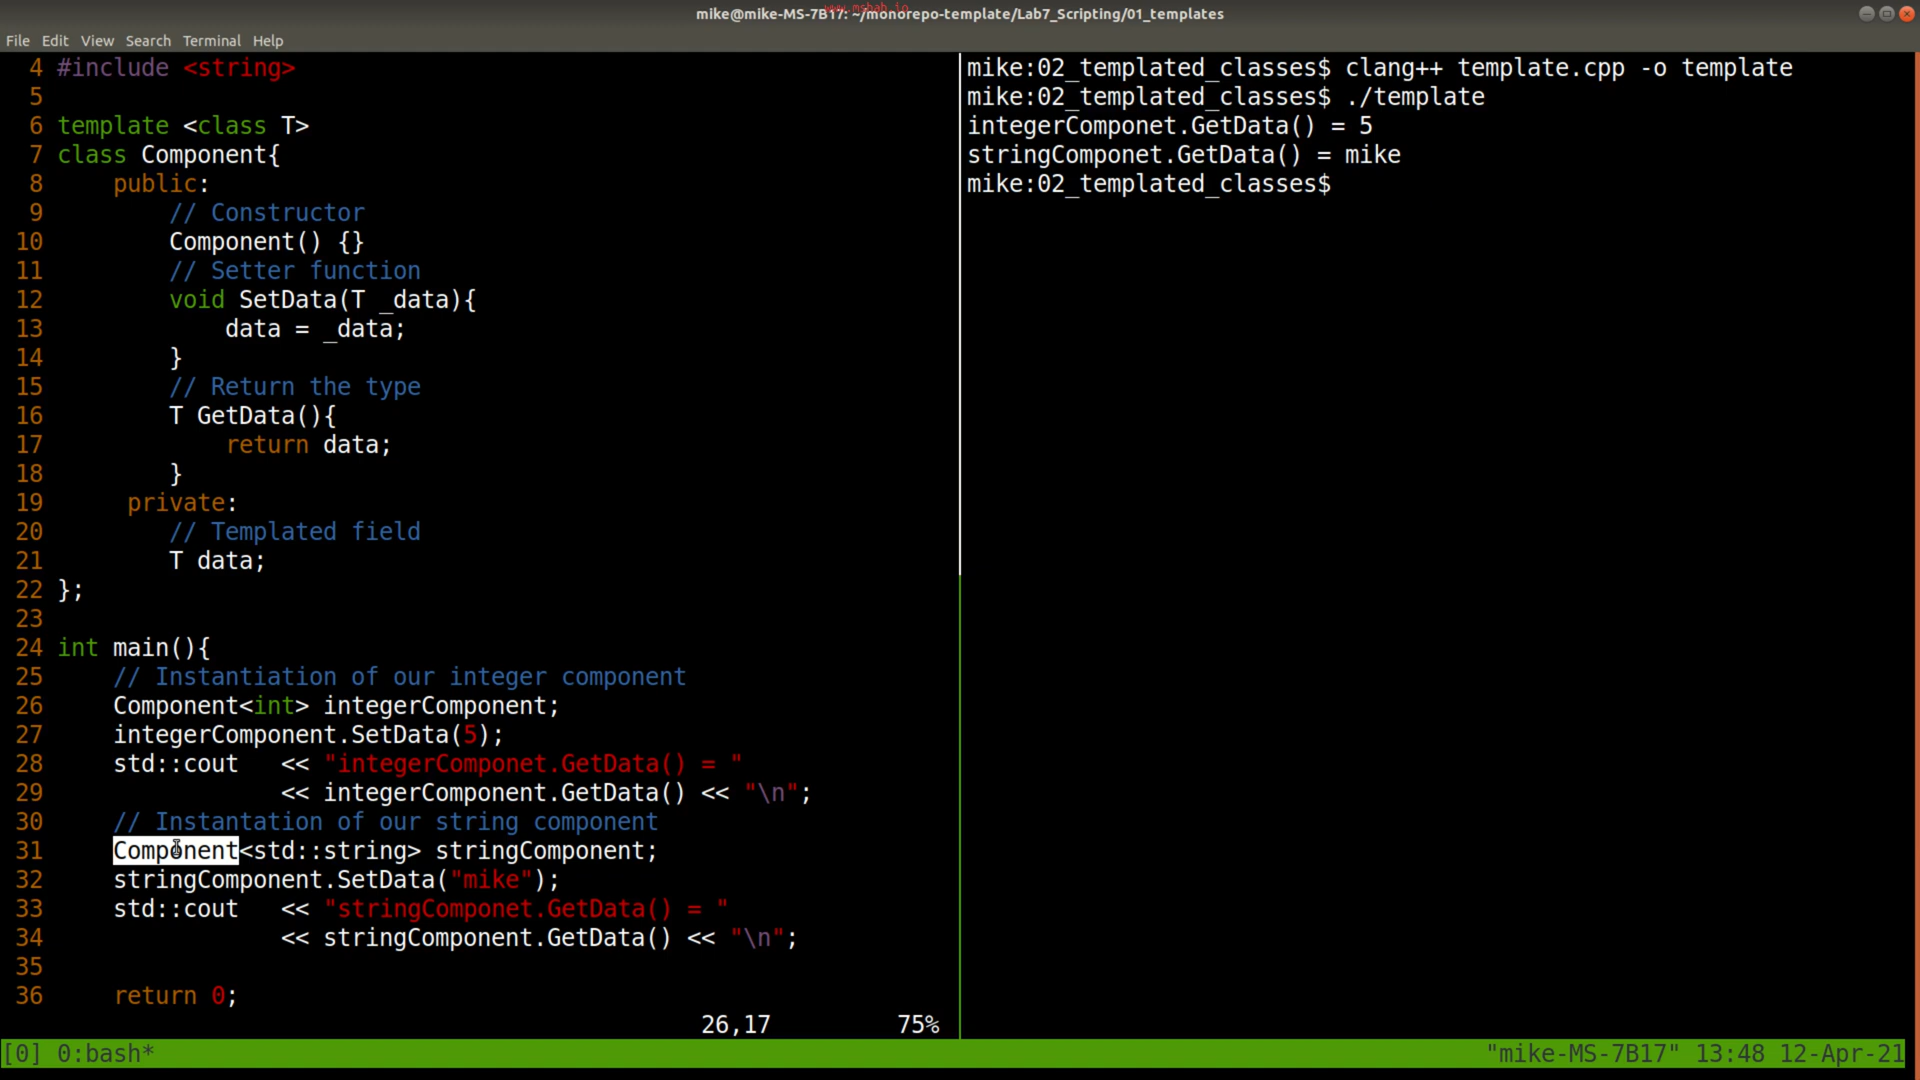 www.mshah.io
mike@mike-MS-7B17: ~/monorepo-template/Lab7_Scripting/01_templates
File Edit View Search Terminal Help
4 #include <string>
5
6 template <class T>
7 class Component{
8     public:
9         // Constructor
10         Component() {}
11         // Setter function
12         void SetData(T _data){
13             data = _data;
14         }
15         // Return the type
16         T GetData(){
17             return data;
18         }
19      private:
20         // Templated field
21         T data;
22 };
23
24 int main(){
25     // Instantiation of our integer component
26     Component<int> integerComponent;
27     integerComponent.SetData(5);
28     std::cout   << "integerComponet.GetData() = "
29                 << integerComponent.GetData() << "\n";
30     // Instantation of our string component
31     Component<std::string> stringComponent;
32     stringComponent.SetData("mike");
33     std::cout   << "stringComponet.GetData() = "
34                 << stringComponent.GetData() << "\n";
35
36     return 0;
26,17 75%
mike:02_templated_classes$ clang++ template.cpp -o template
mike:02_templated_classes$ ./template
integerComponet.GetData() = 5
stringComponet.GetData() = mike
mike:02_templated_classes$
[0] 0:bash* "mike-MS-7B17" 13:48 12-Apr-21